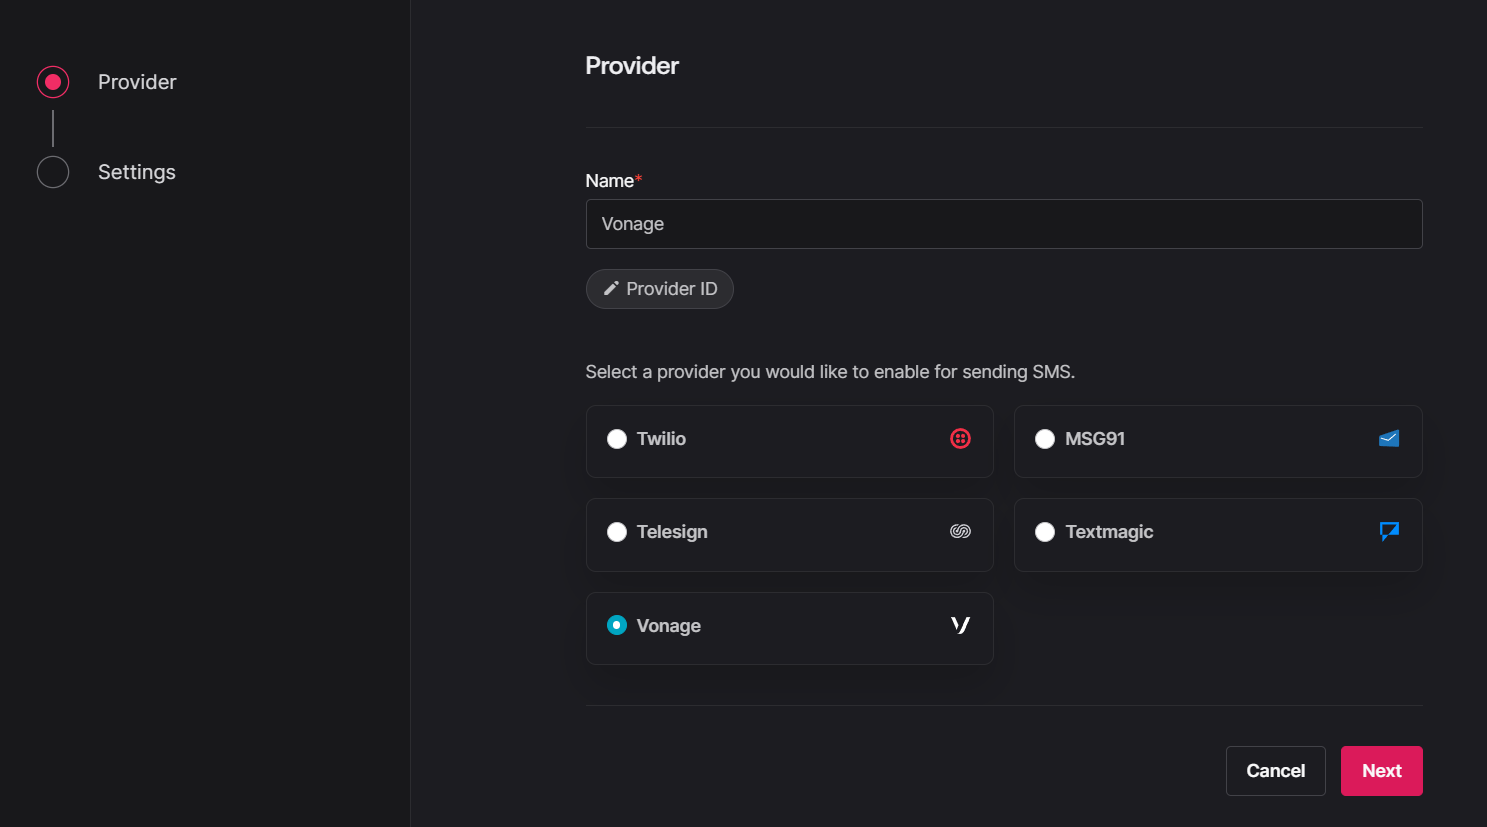 Provider
Settings
Provider
Name*
Vonage
Provider ID
Select a provider you would like to enable for sending SMS.
Twilio
MSG91
Telesign
Textmagic
Vonage
Cancel
Next